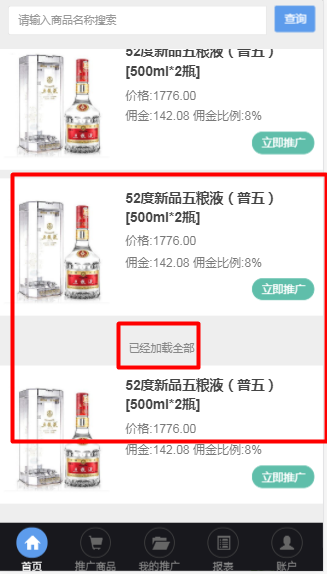 请输入商品名称搜索
查询
52度新品五粮液（普五）
[500ml*2瓶]
价格:1776.00
佣金:142.08 佣金比例:8%
立即推广
52度新品五粮液（普五）
[500ml*2瓶]
价格:1776.00
佣金:142.08 佣金比例:8%
立即推广
已经加载全部
52度新品五粮液（普五）
[500ml*2瓶]
价格:1776.00
佣金:142.08 佣金比例:8%
立即推广
首页 推广商品 我的推广 报表 账户